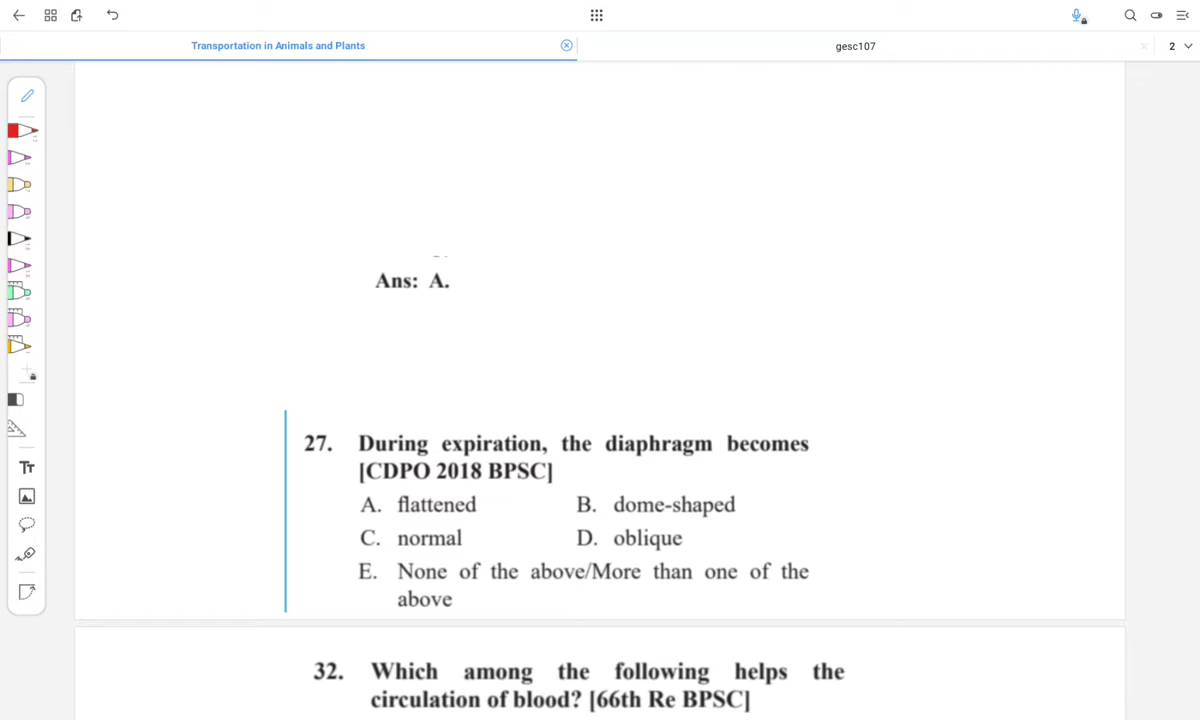 Transportation in Animals and Plants
gesc107
2
Ans: A.
27. During expiration, the diaphragm becomes
[CDPO 2018 BPSC]
A. flattened B. dome-shaped
C. normal D. oblique
E. None of the above/More than one of the
above
TT
32. Which among the following helps the
circulation of blood? [66th Re BPSC]